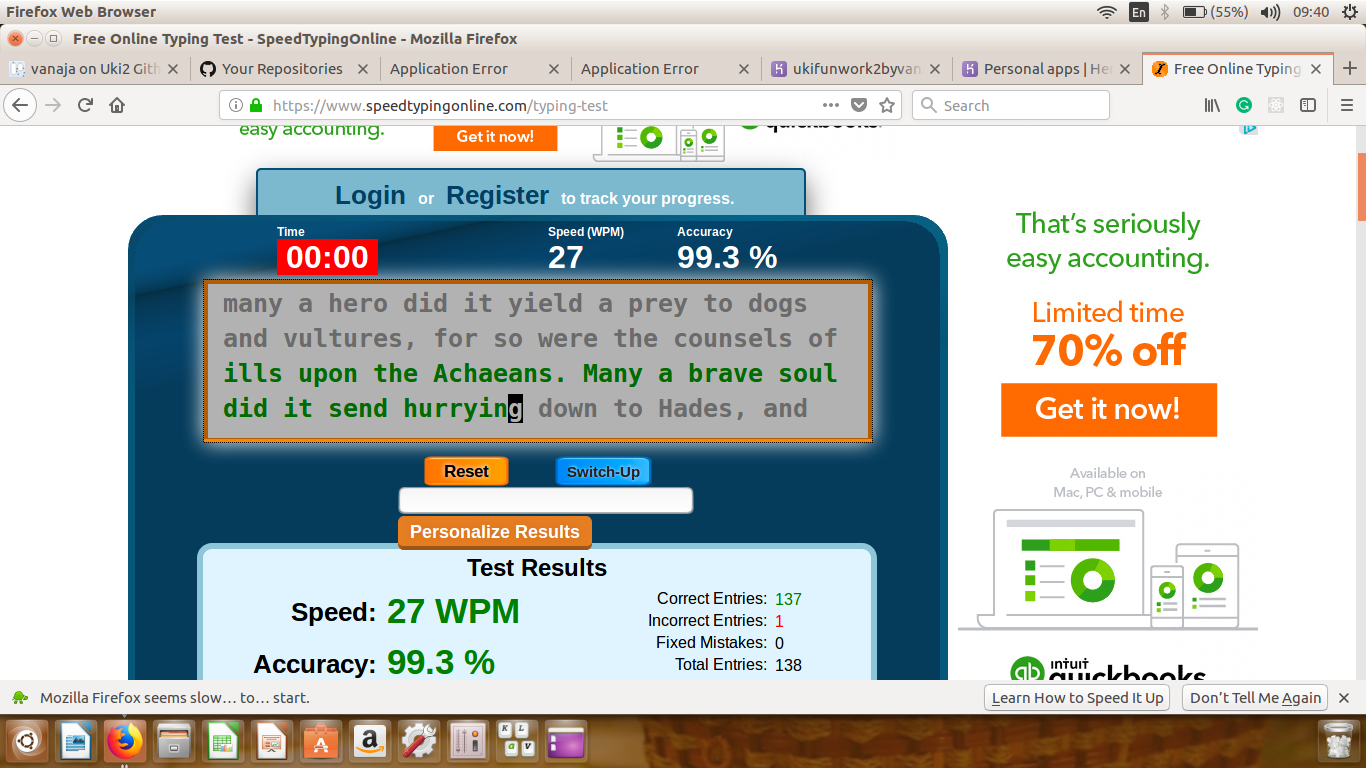 Firefox Web Browser
En
(55%)
09:40
Free Online Typing Test - SpeedTypingOnline - Mozilla Firefox
vanaja on Uki2 Gith
Your Repositories
Application Error
Application Error
ukifunwork2byvan
Personal apps | He
Free Online Typing
https://www.speedtypingonline.com/typing-test
Search
easy accounting.
Get it now!
quickbooks.
Login or Register to track your progress.
Time
Speed (WPM)
Accuracy
00:00
27
99.3 %
many a hero did it yield a prey to dogs
and vultures, for so were the counsels of
ills upon the Achaeans. Many a brave soul
did it send hurrying down to Hades, and
Reset
Switch-Up
Personalize Results
Test Results
Speed: 27 WPM
Accuracy: 99.3 %
Correct Entries: 137
Incorrect Entries: 1
Fixed Mistakes: 0
Total Entries: 138
That's seriously
easy accounting.
Limited time
70% off
Get it now!
Available on
Mac, PC & mobile
intuit
quickbooks
Mozilla Firefox seems slow… to… start.
Learn How to Speed It Up
Don't Tell Me Again